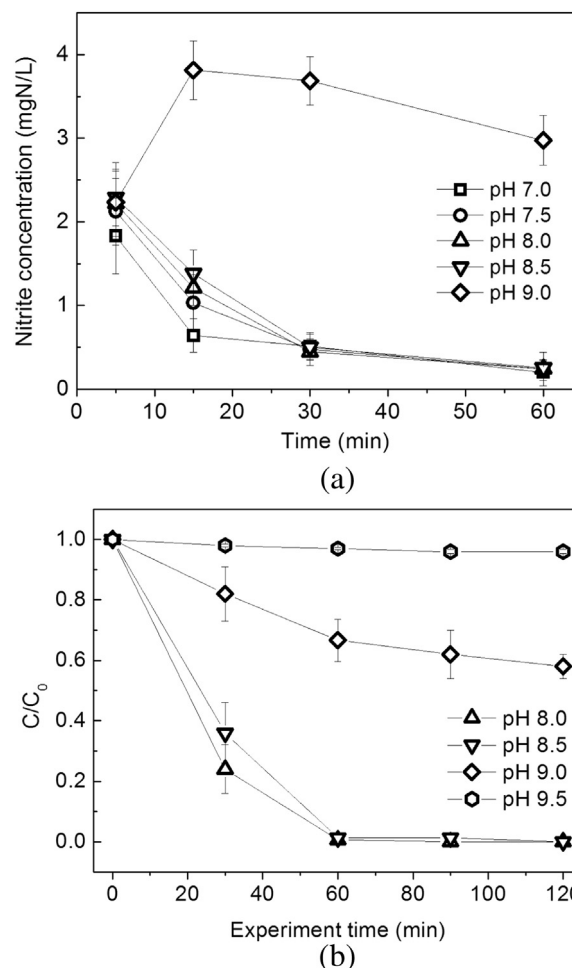 Nitrite concentration (mgN/L)
4
3
2
1
0
pH 7.0
pH 7.5
pH 8.0
pH 8.5
pH 9.0
0 10 20 30 40 50 60
Time (min)
(a)
C/C0
1.0
0.8
0.6
0.4
0.2
0.0
pH 8.0
pH 8.5
pH 9.0
pH 9.5
0 20 40 60 80 100 120
Experiment time (min)
(b)